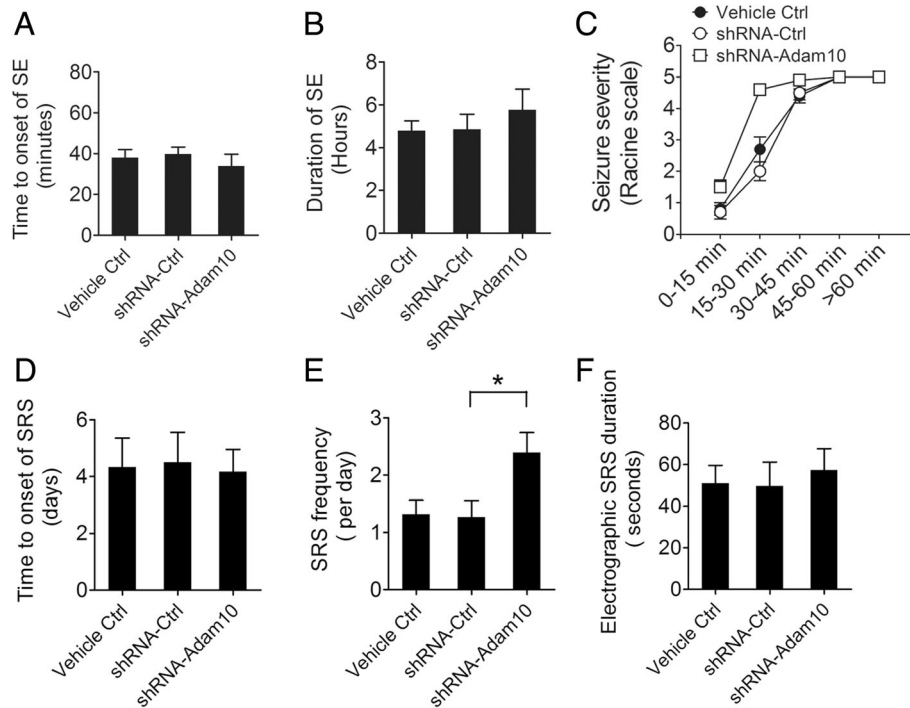 A
Time to onset of SE
(minutes)
80
60
40
20
0
Vehicle Ctrl
shRNA-Ctrl
shRNA-Adam10
B
Duration of SE
(Hours)
8
6
4
2
0
Vehicle Ctrl
shRNA-Ctrl
shRNA-Adam10
C
Vehicle Ctrl
shRNA-Ctrl
shRNA-Adam10
Seizure severity
(Racine scale)
5
4
3
2
1
0
0-15 min
15-30 min
30-45 min
45-60 min
>60 min
D
Time to onset of SRS
(days)
6
4
2
0
Vehicle Ctrl
shRNA-Ctrl
shRNA-Adam10
E
*
SRS frequency
( per day)
3
2
1
0
Vehicle Ctrl
shRNA-Ctrl
shRNA-Adam10
F
Electrographic SRS duration
( seconds)
80
60
40
20
0
Vehicle Ctrl
shRNA-Ctrl
shRNA-Adam10